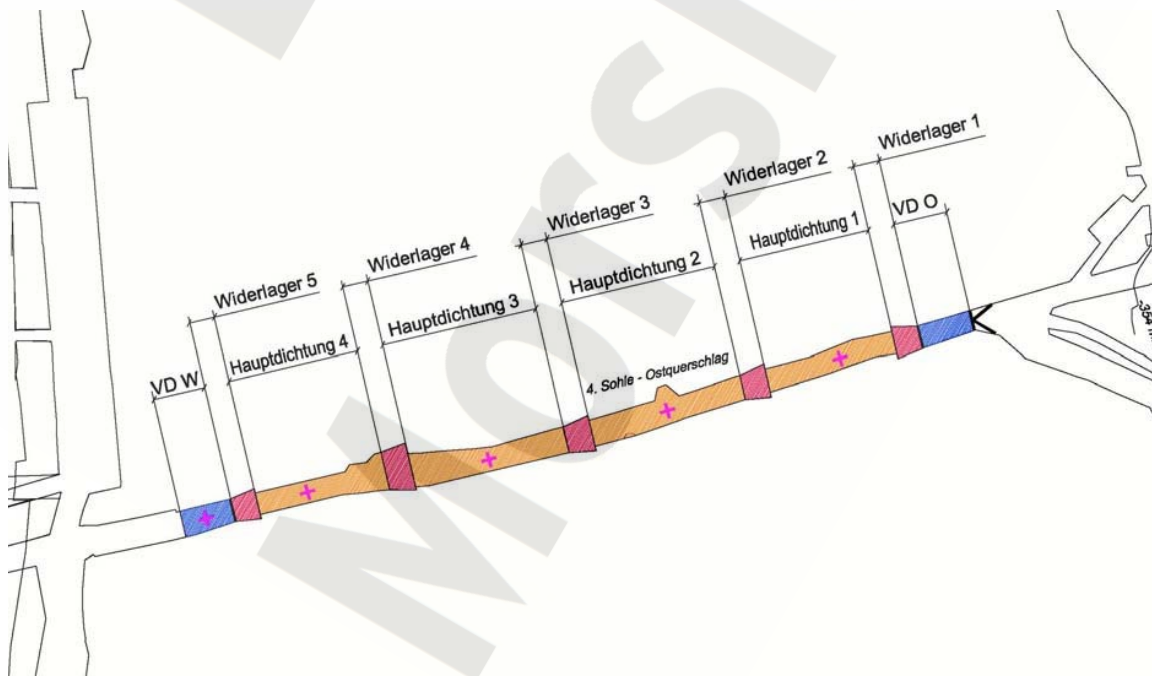 Widerlager 1
Widerlager 2
VD O
Widerlager 3
Hauptdichtung 1
Widerlager 4
Hauptdichtung 2
Widerlager 5
Hauptdichtung 3
Hauptdichtung 4
VD W
4. Sohle - Ostquerschlag
Morsl